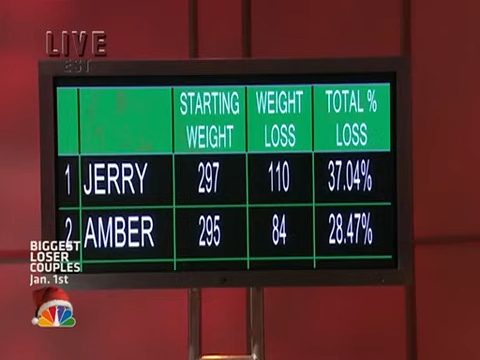 LIVE
EST
STARTING WEIGHT WEIGHT LOSS TOTAL % LOSS
1 JERRY 297 110 37.04%
2 AMBER 295 84 28.47%
BIGGEST
LOSER
COUPLES
Jan. 1st